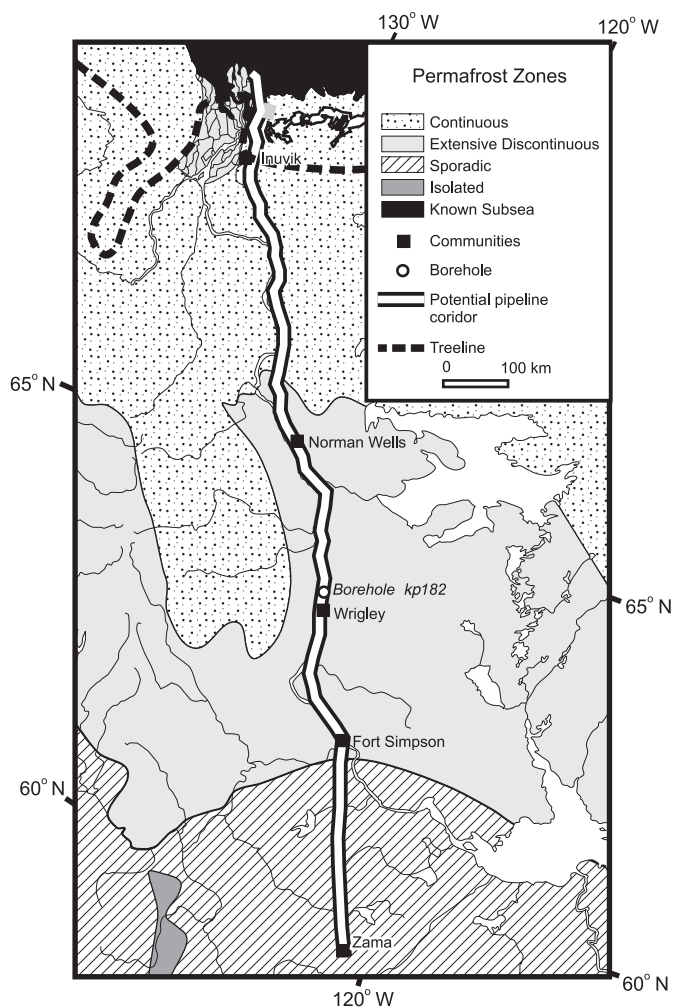 130° W
120° W
Permafrost Zones
Continuous
Extensive Discontinuous
Sporadic
Isolated
Known Subsea
Communities
Borehole
Potential pipeline
coridor
Treeline
0 100 km
Inuvik
65° N
Norman Wells
Borehole kp182
65° N
Wrigley
Fort Simpson
60° N
Zama
60° N
120° W